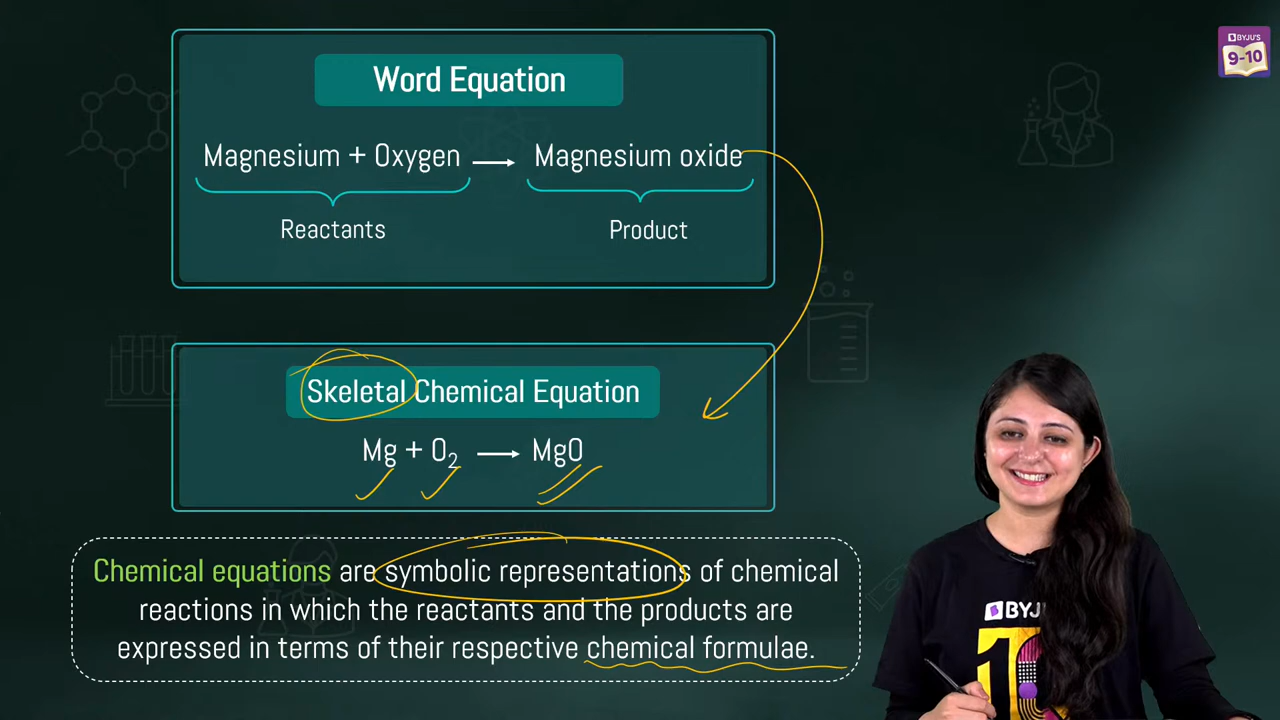 BYJU'S
9-10
Word Equation
Magnesium + Oxygen ⟶ Magnesium oxide
Reactants
Product
Skeletal Chemical Equation
Mg + O₂ ⟶ MgO
Chemical equations are symbolic representations of chemical
reactions in which the reactants and the products are
expressed in terms of their respective chemical formulae.
BYJU